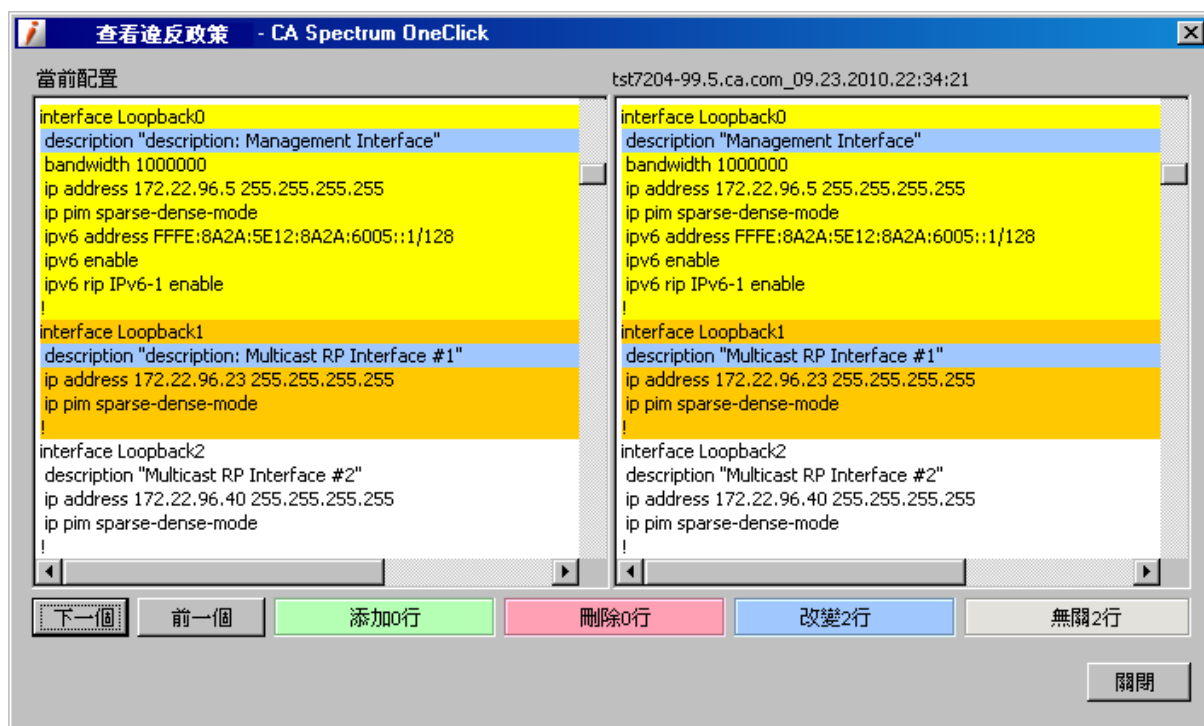 查看違反政策 - CA Spectrum OneClick
當前配置
tst7204-99.5.ca.com_09.23.2010.22:34:21
interface Loopback0
description "description: Management Interface"
bandwidth 1000000
ip address 172.22.96.5 255.255.255.255
ip pim sparse-dense-mode
ipv6 address FFFE:8A2A:5E12:8A2A:6005::1/128
ipv6 enable
ipv6 rip IPv6-1 enable
!
interface Loopback1
description "description: Multicast RP Interface #1"
ip address 172.22.96.23 255.255.255.255
ip pim sparse-dense-mode
!
interface Loopback2
description "Multicast RP Interface #2"
ip address 172.22.96.40 255.255.255.255
ip pim sparse-dense-mode
!
interface Loopback0
description "Management Interface"
bandwidth 1000000
ip address 172.22.96.5 255.255.255.255
ip pim sparse-dense-mode
ipv6 address FFFE:8A2A:5E12:8A2A:6005::1/128
ipv6 enable
ipv6 rip IPv6-1 enable
!
interface Loopback1
description "Multicast RP Interface #1"
ip address 172.22.96.23 255.255.255.255
ip pim sparse-dense-mode
!
interface Loopback2
description "Multicast RP Interface #2"
ip address 172.22.96.40 255.255.255.255
ip pim sparse-dense-mode
!
下一個
前一個
添加0行
刪除0行
改變2行
無關2行
關閉